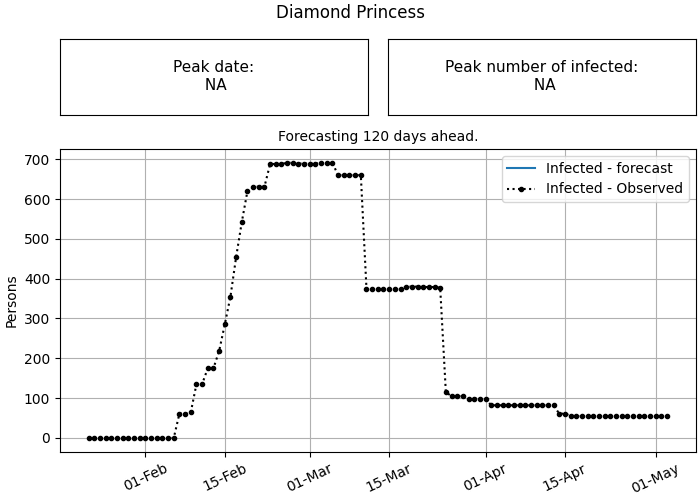 Diamond Princess
Peak date:
NA
Peak number of infected:
NA
Forecasting 120 days ahead.
Infected - forecast
Infected - Observed
Persons
700
600
500
400
300
200
100
0
01-Feb
15-Feb
01-Mar
15-Mar
01-Apr
15-Apr
01-May